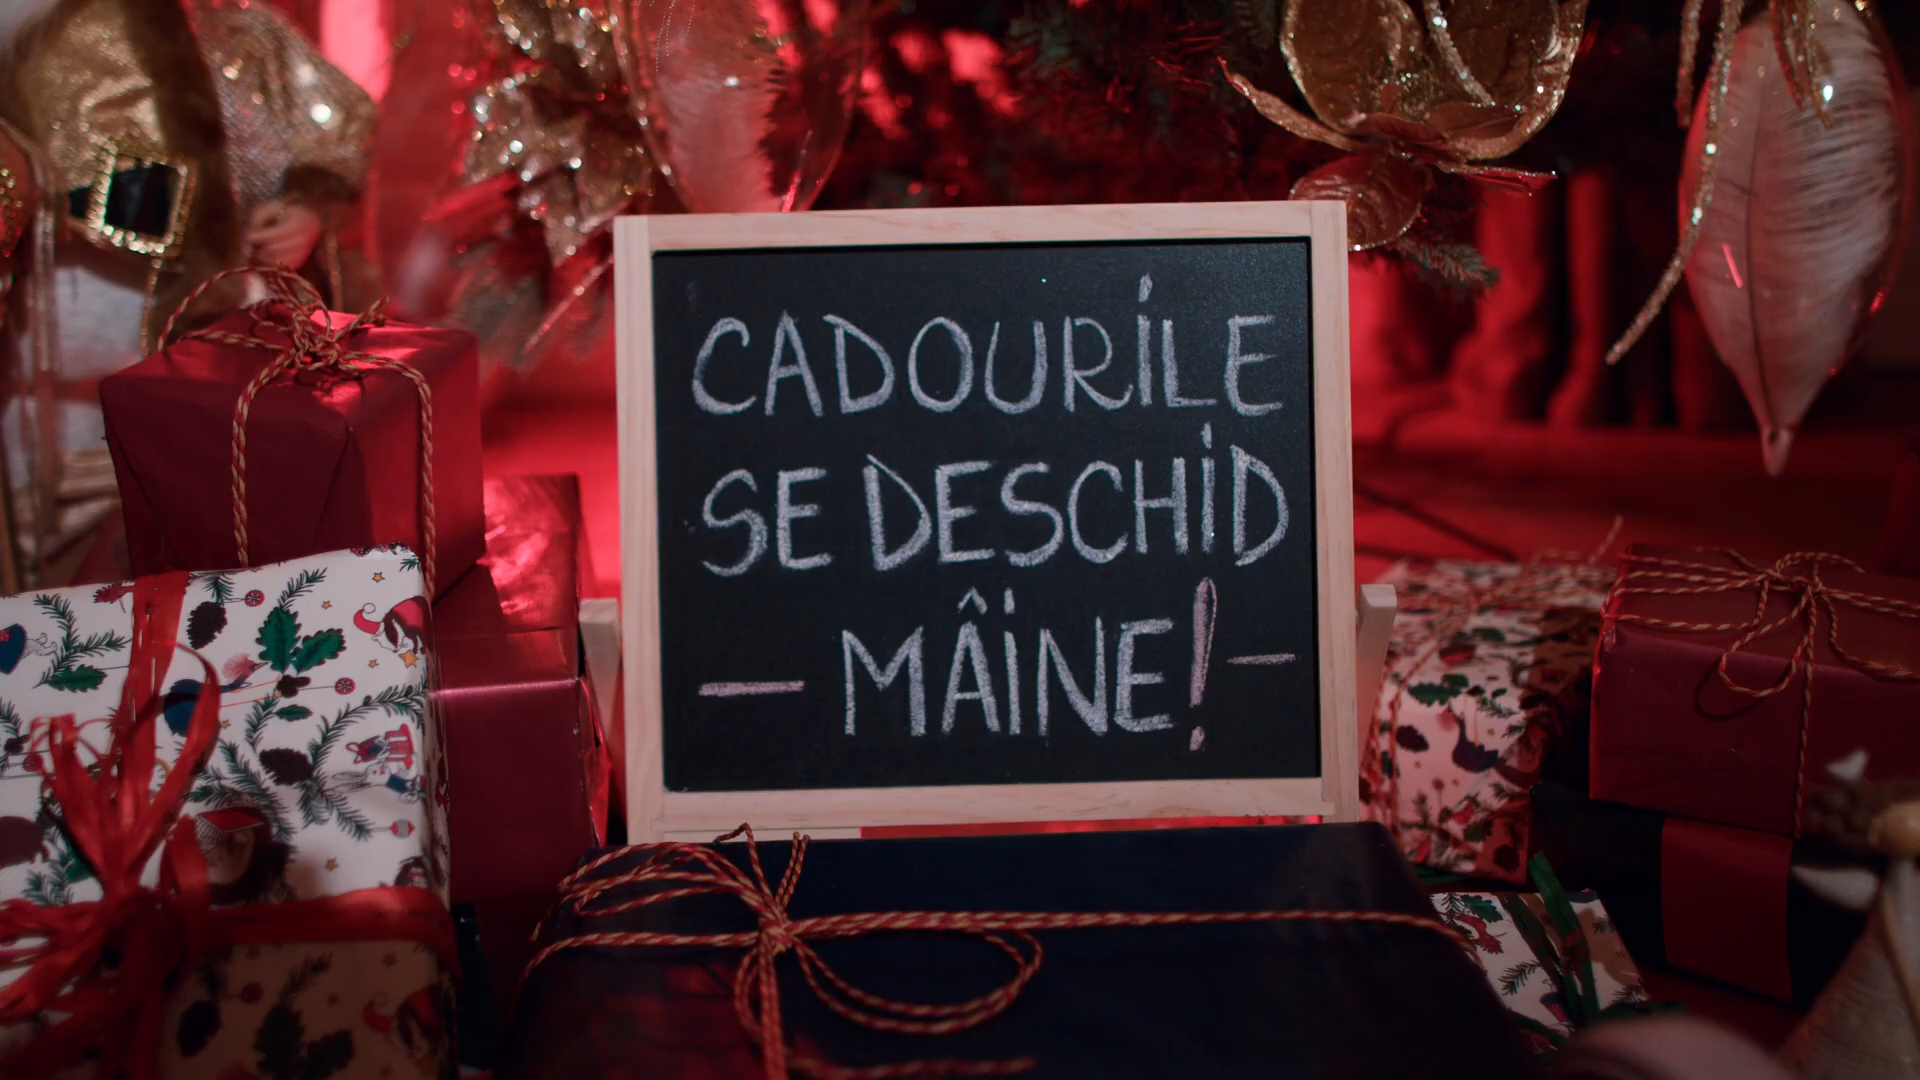 CADOURILE
SE DESCHID
— MÂINE! —